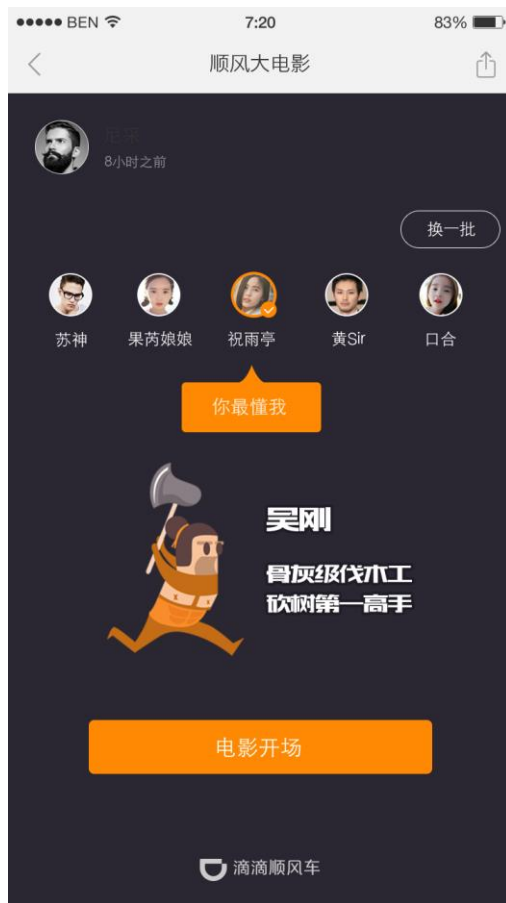 BEN 7:20 83%
顺风大电影
8小时之前
换一批
苏神 果芮娘娘 祝雨亭 黄Sir 口合
你最懂我
吴刚
骨灰级伐木工
砍树第一高手
电影开场
滴滴顺风车